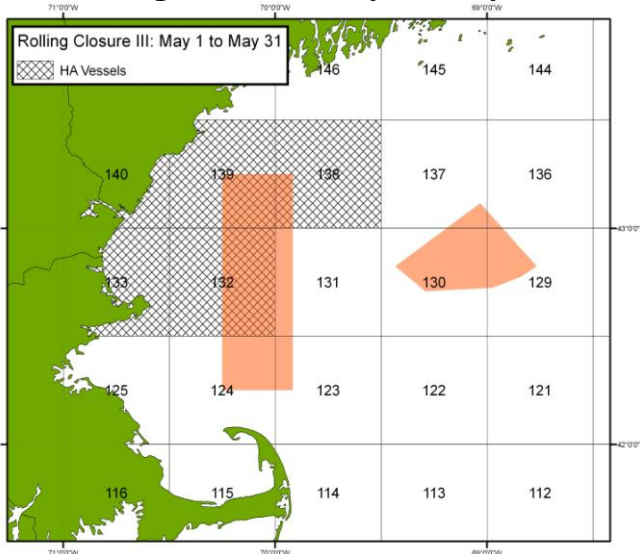 71°0'0"W 70°0'0"W 69°0'0"W
Rolling Closure III: May 1 to May 31
HA Vessels
146 145 144
140 139 138 137 136
43°0'0"
133 132 131 130 129
125 124 123 122 121
42°0'0"
116 115 114 113 112
71°0'0"W 70°0'0"W 69°0'0"W